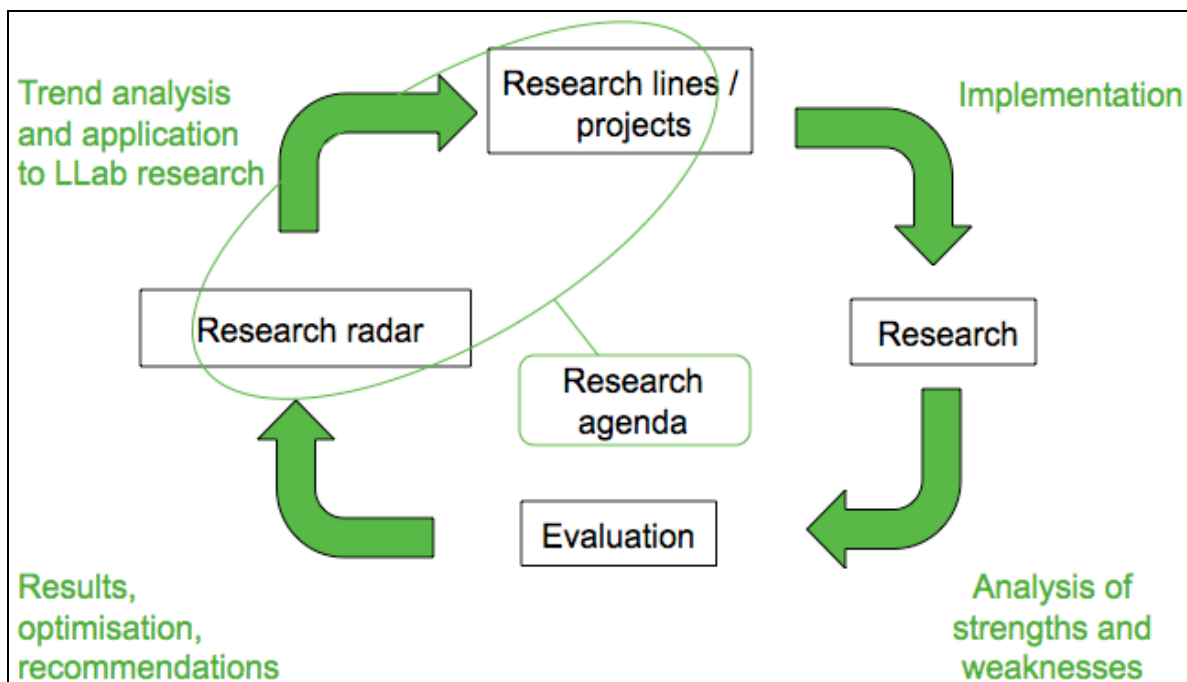 Trend analysis
and application
to LLab research
Research lines /
projects
Implementation
Research radar
Research
Research
agenda
Evaluation
Results,
optimisation,
recommendations
Analysis of
strengths and
weaknesses